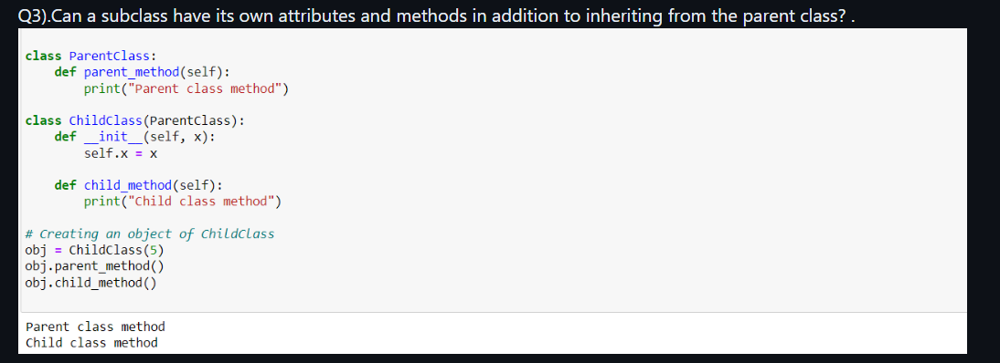 Q3).Can a subclass have its own attributes and methods in addition to inheriting from the parent class? .
class ParentClass:
    def parent_method(self):
        print("Parent class method")
class ChildClass(ParentClass):
    def __init__(self, x):
        self.x = x
    def child_method(self):
        print("Child class method")
# Creating an object of ChildClass
obj = ChildClass(5)
obj.parent_method()
obj.child_method()
Parent class method
Child class method